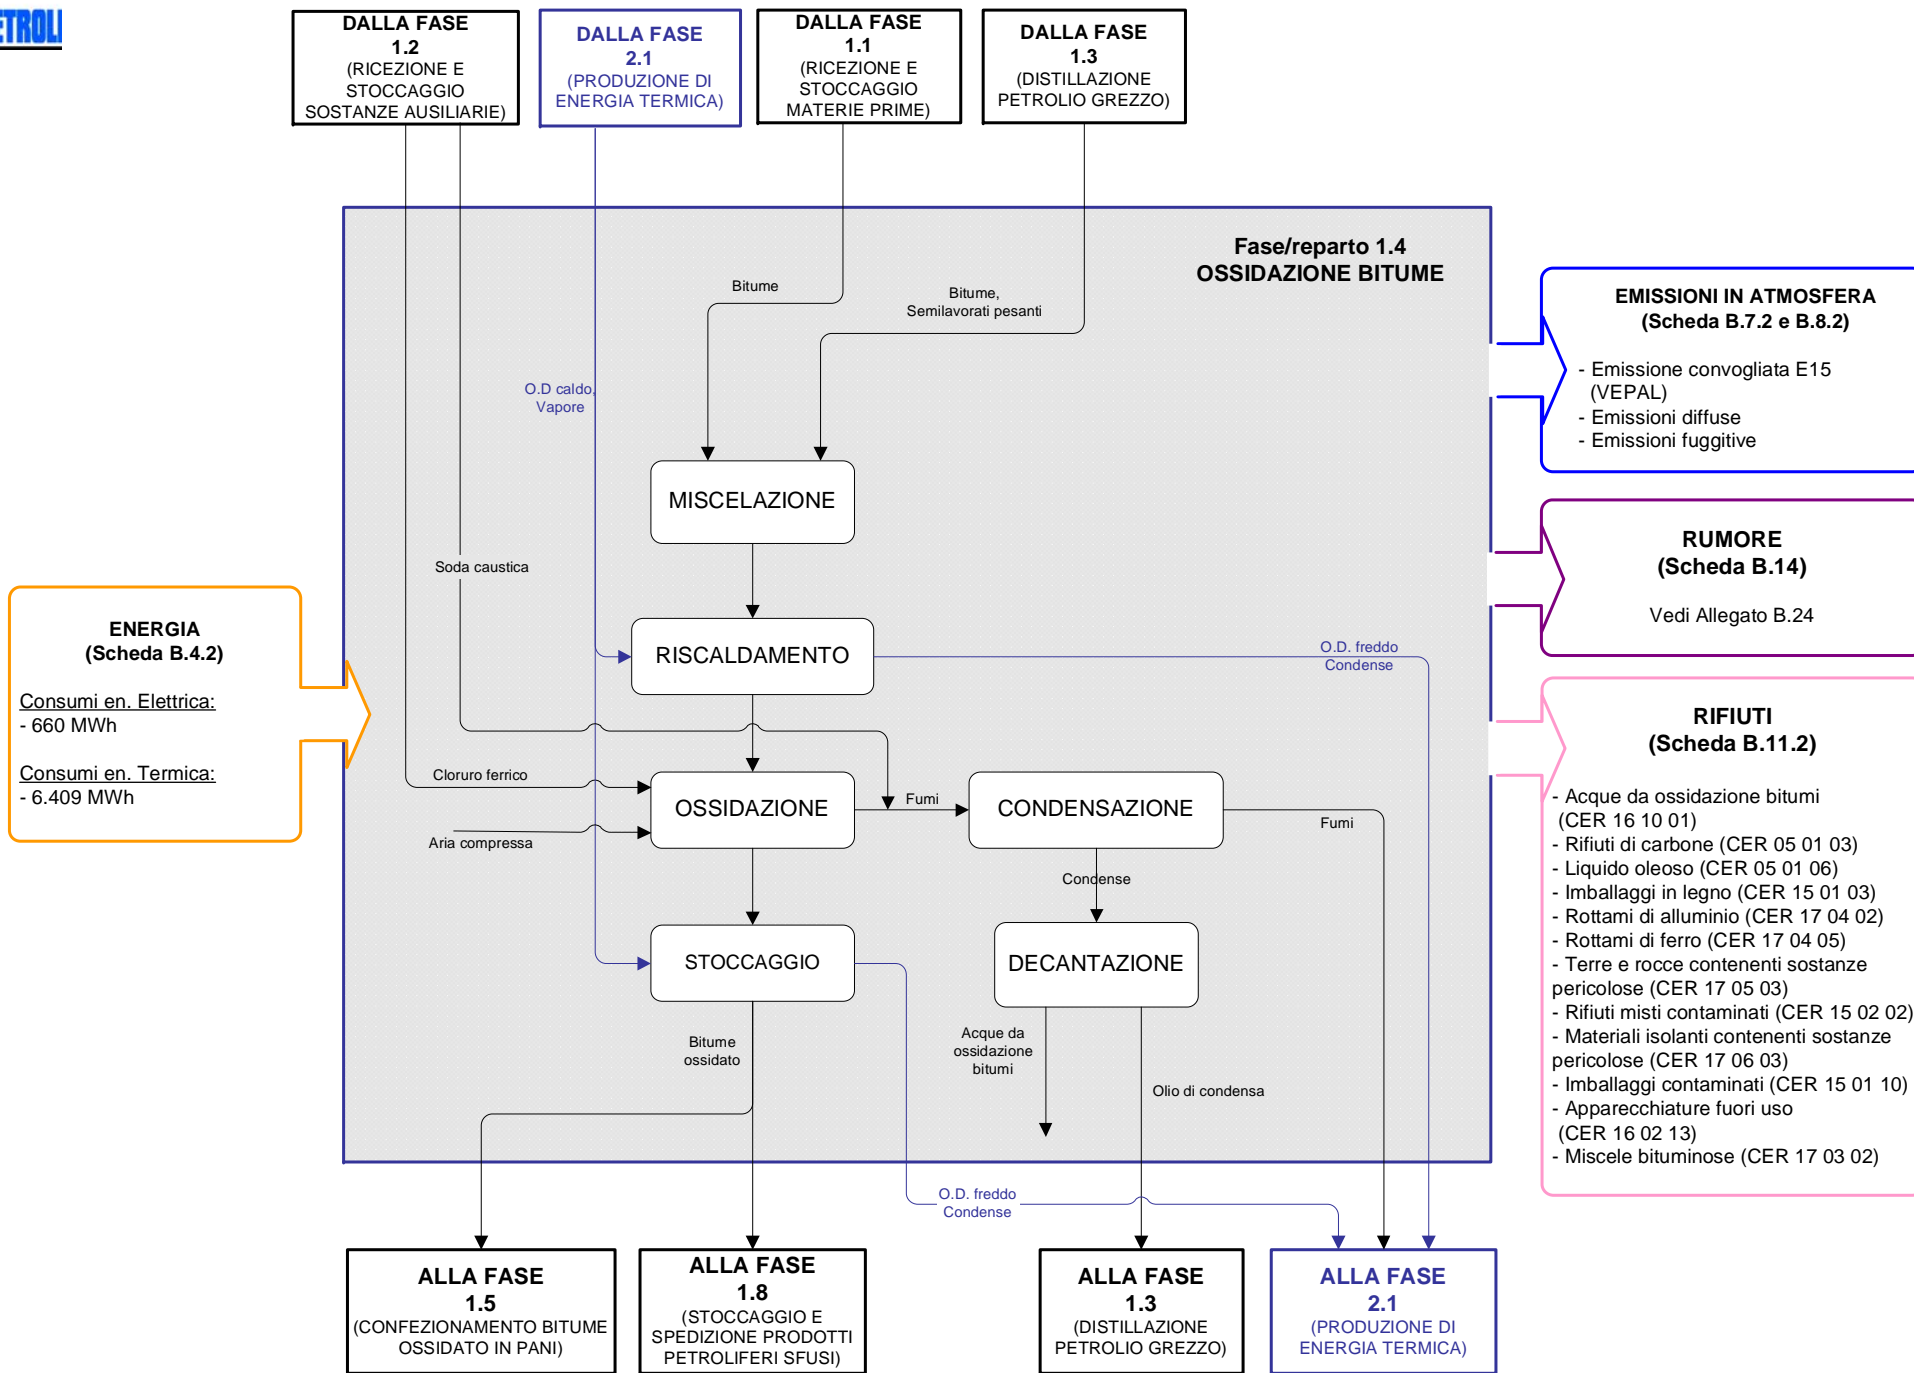 ETROLI
DALLA FASE
1.2
(RICEZIONE E
STOCCAGGIO
SOSTANZE AUSILIARIE)
DALLA FASE
2.1
(PRODUZIONE DI
ENERGIA TERMICA)
DALLA FASE
1.1
(RICEZIONE E
STOCCAGGIO
MATERIE PRIME)
DALLA FASE
1.3
(DISTILLAZIONE
PETROLIO GREZZO)
Fase/reparto 1.4
OSSIDAZIONE BITUME
Bitume
Bitume,
Semilavorati pesanti
O.D caldo,
Vapore
MISCELAZIONE
Soda caustica
RISCALDAMENTO
O.D. freddo
Condense
Cloruro ferrico
Aria compressa
OSSIDAZIONE
Fumi
CONDENSAZIONE
Fumi
Condense
STOCCAGGIO
DECANTAZIONE
Bitume
ossidato
Acque da
ossidazione
bitumi
Olio di condensa
O.D. freddo
Condense
ENERGIA
(Scheda B.4.2)
Consumi en. Elettrica:
- 660 MWh
Consumi en. Termica:
- 6.409 MWh
EMISSIONI IN ATMOSFERA
(Scheda B.7.2 e B.8.2)
- Emissione convogliata E15
(VEPAL)
- Emissioni diffuse
- Emissioni fuggitive
RUMORE
(Scheda B.14)
Vedi Allegato B.24
RIFIUTI
(Scheda B.11.2)
- Acque da ossidazione bitumi
(CER 16 10 01)
- Rifiuti di carbone (CER 05 01 03)
- Liquido oleoso (CER 05 01 06)
- Imballaggi in legno (CER 15 01 03)
- Rottami di alluminio (CER 17 04 02)
- Rottami di ferro (CER 17 04 05)
- Terre e rocce contenenti sostanze
pericolose (CER 17 05 03)
- Rifiuti misti contaminati (CER 15 02 02)
- Materiali isolanti contenenti sostanze
pericolose (CER 17 06 03)
- Imballaggi contaminati (CER 15 01 10)
- Apparecchiature fuori uso
(CER 16 02 13)
- Miscele bituminose (CER 17 03 02)
ALLA FASE
1.5
(CONFEZIONAMENTO BITUME
OSSIDATO IN PANI)
ALLA FASE
1.8
(STOCCAGGIO E
SPEDIZIONE PRODOTTI
PETROLIFERI SFUSI)
ALLA FASE
1.3
(DISTILLAZIONE
PETROLIO GREZZO)
ALLA FASE
2.1
(PRODUZIONE DI
ENERGIA TERMICA)